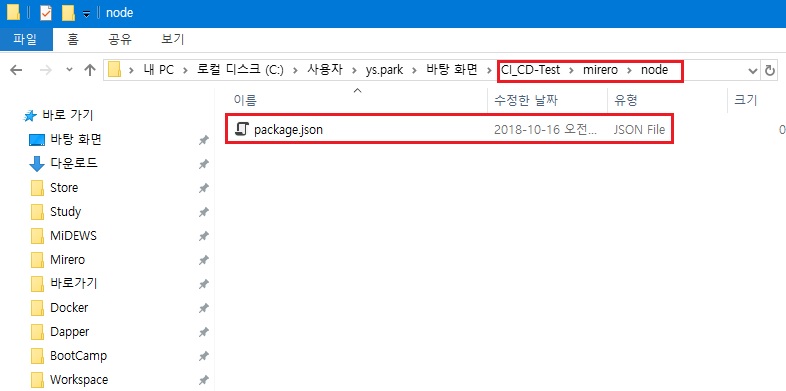 node
파일 홈 공유 보기
내 PC 로컬 디스크 (C:) 사용자 ys.park 바탕 화면 CI_CD-Test mirero node
이름 수정한 날짜 유형 크기
package.json 2018-10-16 오전... JSON File 0
바로 가기
바탕 화면
다운로드
Store
Study
MiDEWS
Mirero
바로가기
Docker
Dapper
BootCamp
Workspace